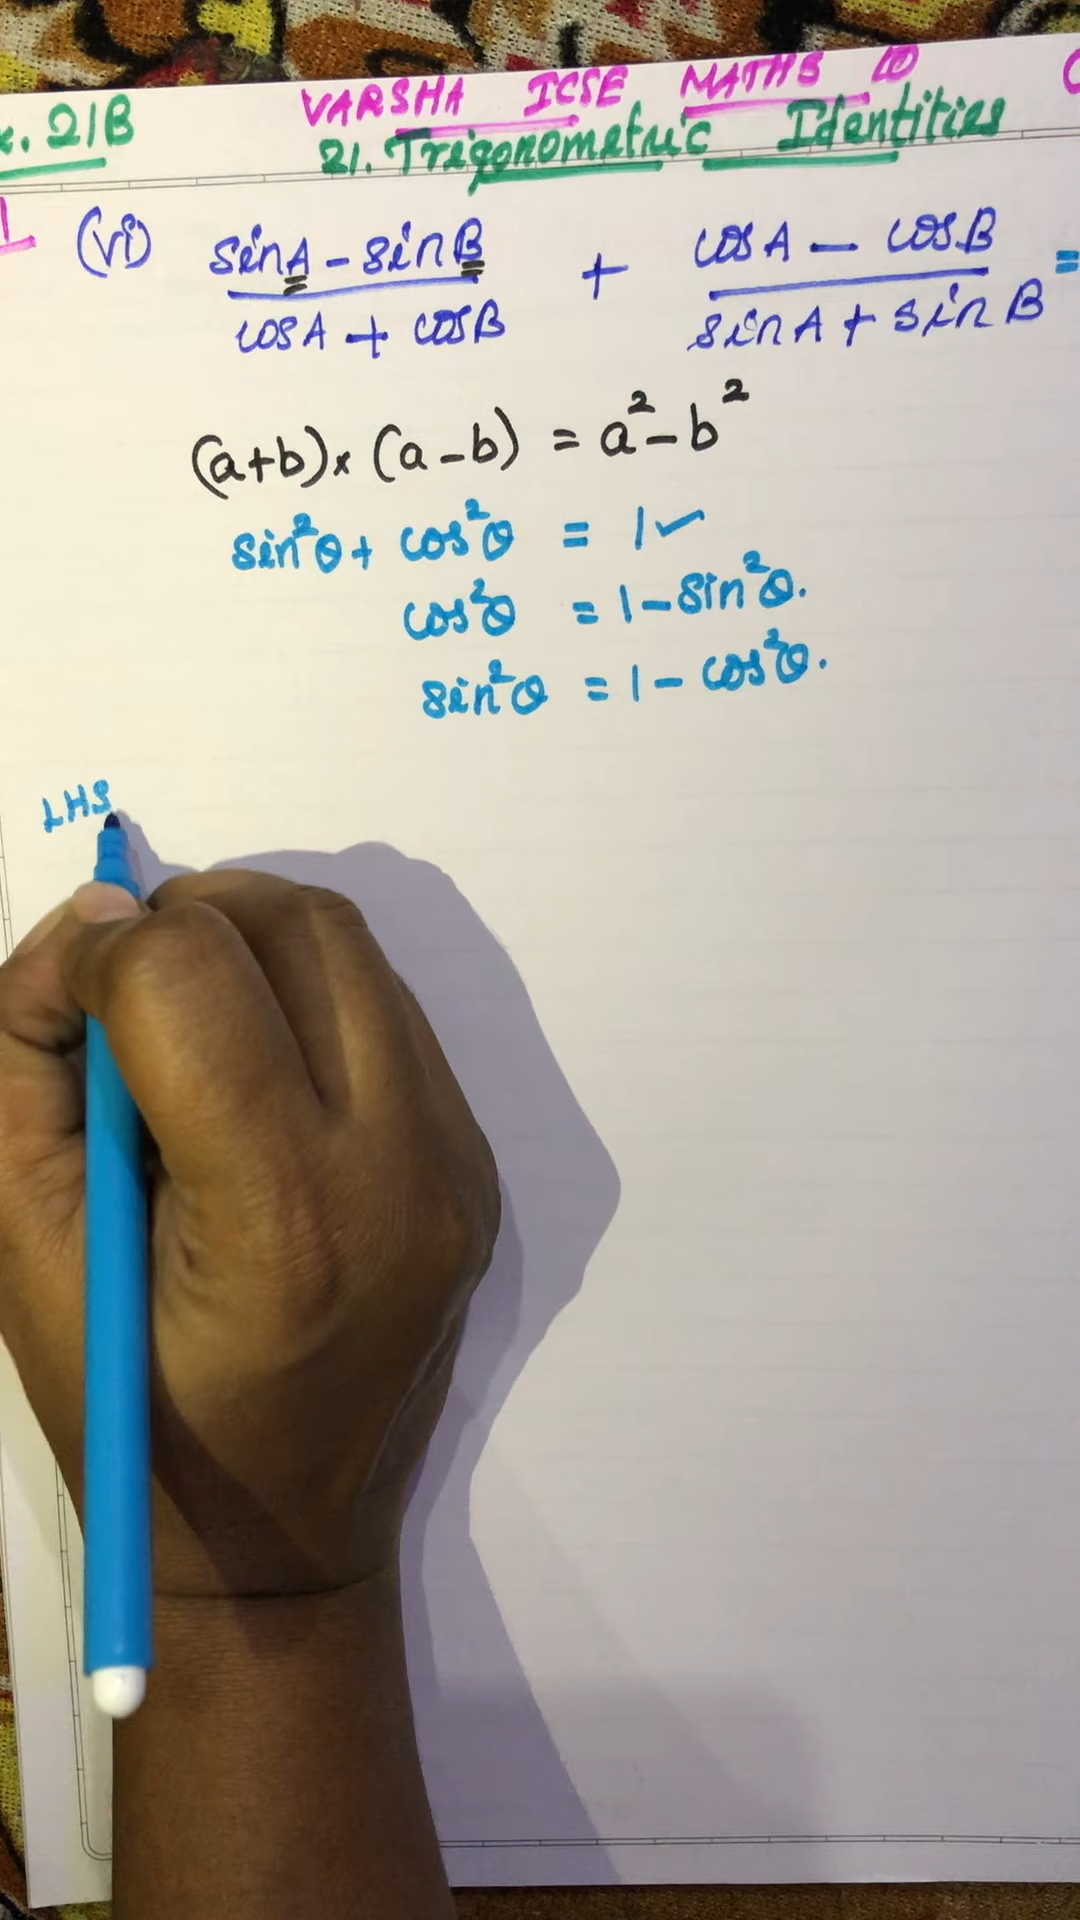 VARSHA ICSE MATHS 10
. 21B 21. Trigonometric Identities
(vi) sinA - sinB / cosA + cosB + cosA - cosB / sinA + sinB =
(a+b)×(a-b) = a²-b²
sin²θ + cos²θ = 1✓
cos²θ = 1-sin²θ.
sin²θ = 1 - cos²θ.
LHS